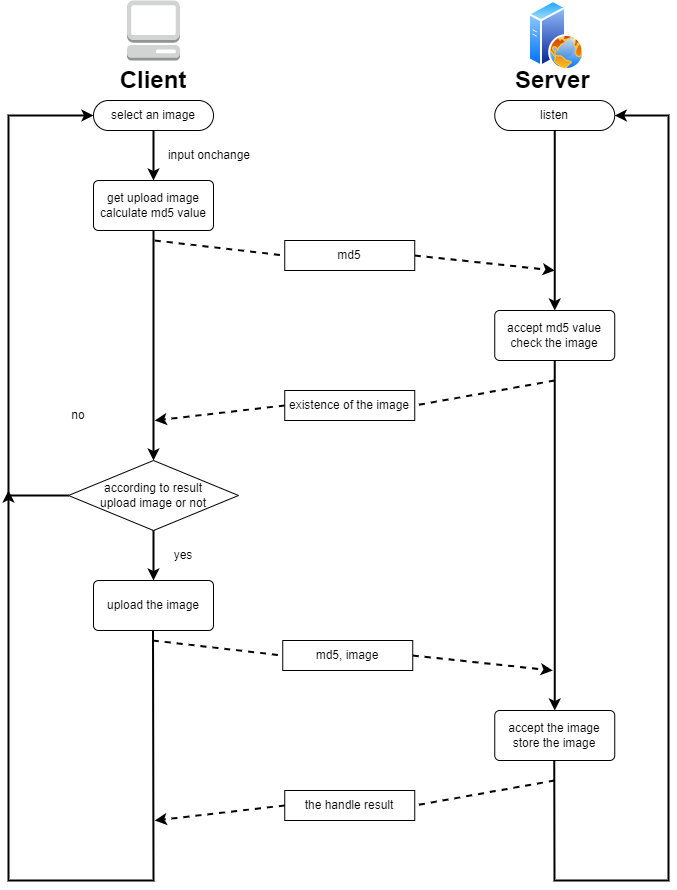 Client
Server
select an image
listen
input onchange
get upload image
calculate md5 value
md5
accept md5 value
check the image
existence of the image
no
according to result
upload image or not
yes
upload the image
md5, image
accept the image
store the image
the handle result